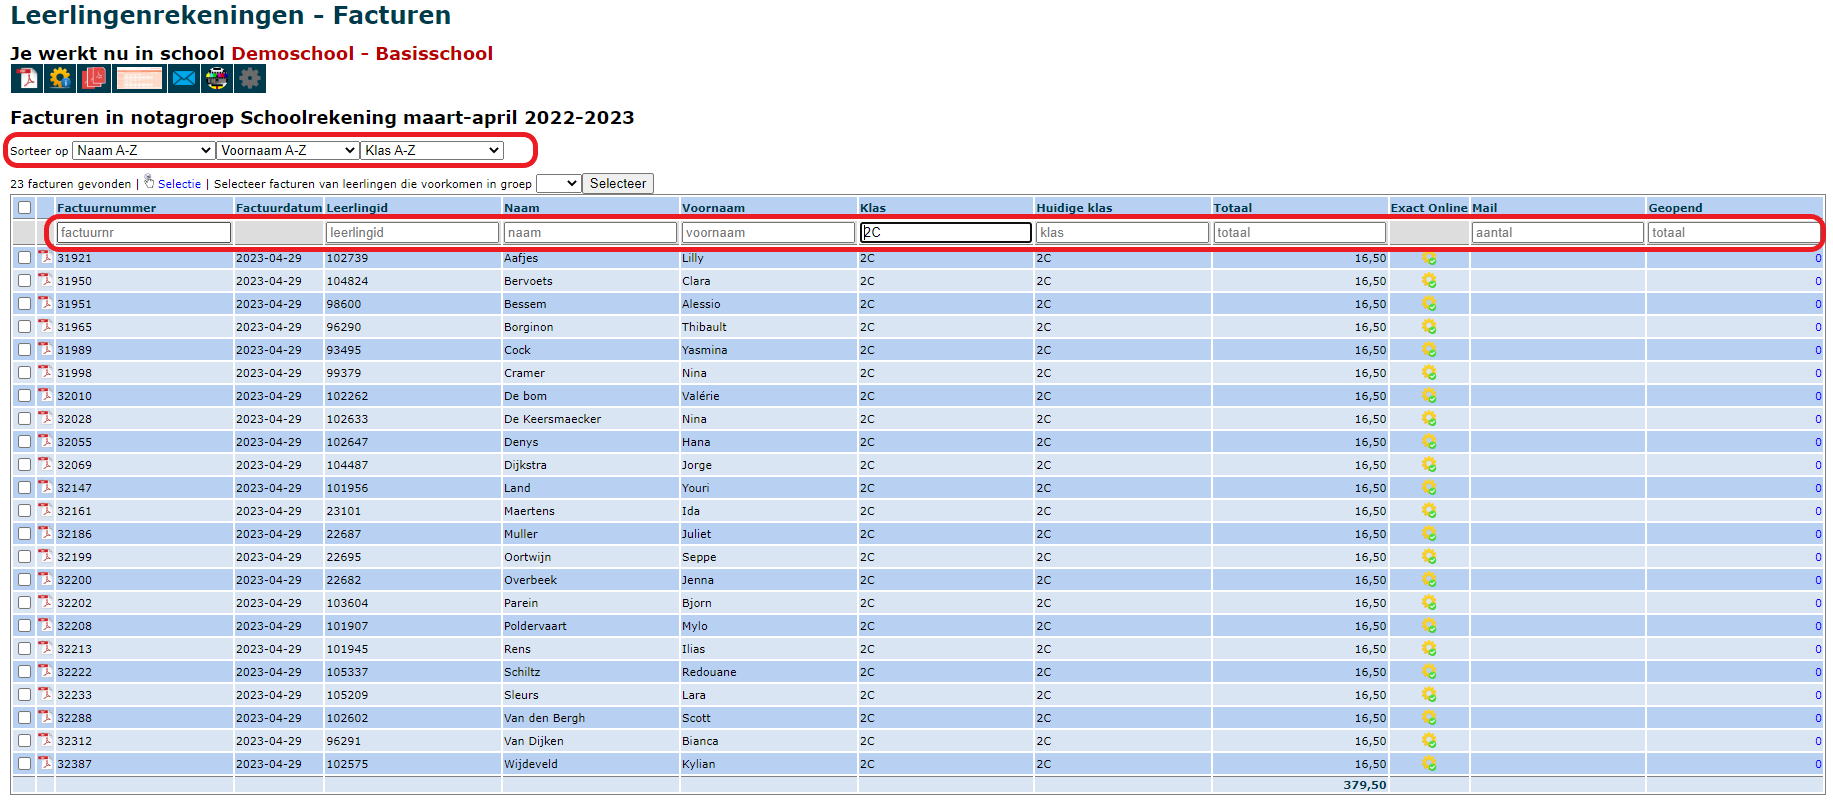 Leerlingenrekeningen - Facturen
Je werkt nu in school Demoschool - Basisschool
Facturen in notagroep Schoolrekening maart-april 2022-2023
Sorteer op Naam A-Z Voornaam A-Z Klas A-Z
23 facturen gevonden | Selectie | Selecteer facturen van leerlingen die voorkomen in groep Selecteer
Factuurnummer Factuurdatum Leerlingid Naam Voornaam Klas Huidige klas Totaal Exact Online Mail Geopend
factuurnr leerlingid naam voornaam 2C klas totaal aantal totaal
31921 2023-04-29 102739 Aafjes Lilly 2C 2C 16,50 0
31950 2023-04-29 104824 Bervoets Clara 2C 2C 16,50 0
31951 2023-04-29 98600 Bessem Alessio 2C 2C 16,50 0
31965 2023-04-29 96290 Borginon Thibault 2C 2C 16,50 0
31989 2023-04-29 93495 Cock Yasmina 2C 2C 16,50 0
31998 2023-04-29 99379 Cramer Nina 2C 2C 16,50 0
32010 2023-04-29 102262 De bom Valérie 2C 2C 16,50 0
32028 2023-04-29 102633 De Keersmaecker Nina 2C 2C 16,50 0
32055 2023-04-29 102647 Denys Hana 2C 2C 16,50 0
32069 2023-04-29 104487 Dijkstra Jorge 2C 2C 16,50 0
32147 2023-04-29 101956 Land Youri 2C 2C 16,50 0
32161 2023-04-29 23101 Maertens Ida 2C 2C 16,50 0
32186 2023-04-29 22687 Muller Juliet 2C 2C 16,50 0
32199 2023-04-29 22695 Oortwijn Seppe 2C 2C 16,50 0
32200 2023-04-29 22682 Overbeek Jenna 2C 2C 16,50 0
32202 2023-04-29 103604 Parein Bjorn 2C 2C 16,50 0
32208 2023-04-29 101907 Poldervaart Mylo 2C 2C 16,50 0
32213 2023-04-29 101945 Rens Ilias 2C 2C 16,50 0
32222 2023-04-29 105337 Schiltz Redouane 2C 2C 16,50 0
32233 2023-04-29 105209 Sleurs Lara 2C 2C 16,50 0
32288 2023-04-29 102602 Van den Bergh Scott 2C 2C 16,50 0
32312 2023-04-29 96291 Van Dijken Bianca 2C 2C 16,50 0
32387 2023-04-29 102575 Wijdeveld Kylian 2C 2C 16,50 0
379,50